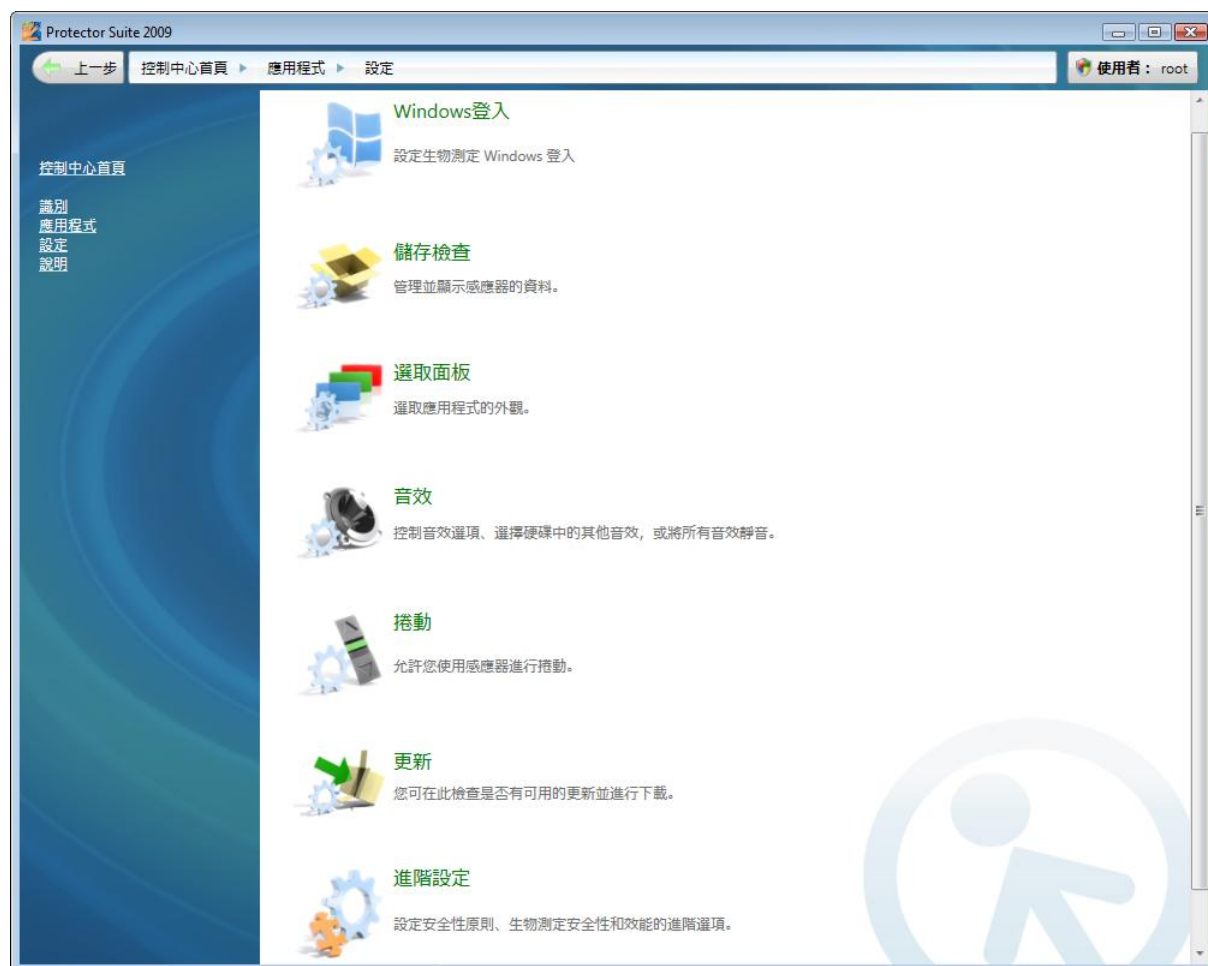 Protector Suite 2009
上一步 控制中心首頁 應用程式 設定 使用者： root
控制中心首頁
識別
應用程式
設定
說明
Windows登入
設定生物測定 Windows 登入
儲存檢查
管理並顯示感應器的資料。
選取面板
選取應用程式的外觀。
音效
控制音效選項、選擇硬碟中的其他音效，或將所有音效靜音。
捲動
允許您使用感應器進行捲動。
更新
您可在此檢查是否有可用的更新並進行下載。
進階設定
設定安全性原則、生物測定安全性和效能的進階選項。